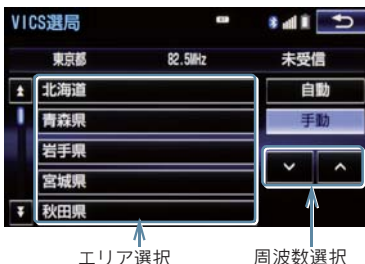 VICS選局
東京都 82.5MHz 未受信
北海道 自動
青森県 手動
岩手県
宮城県
秋田県
エリア選択 周波数選択